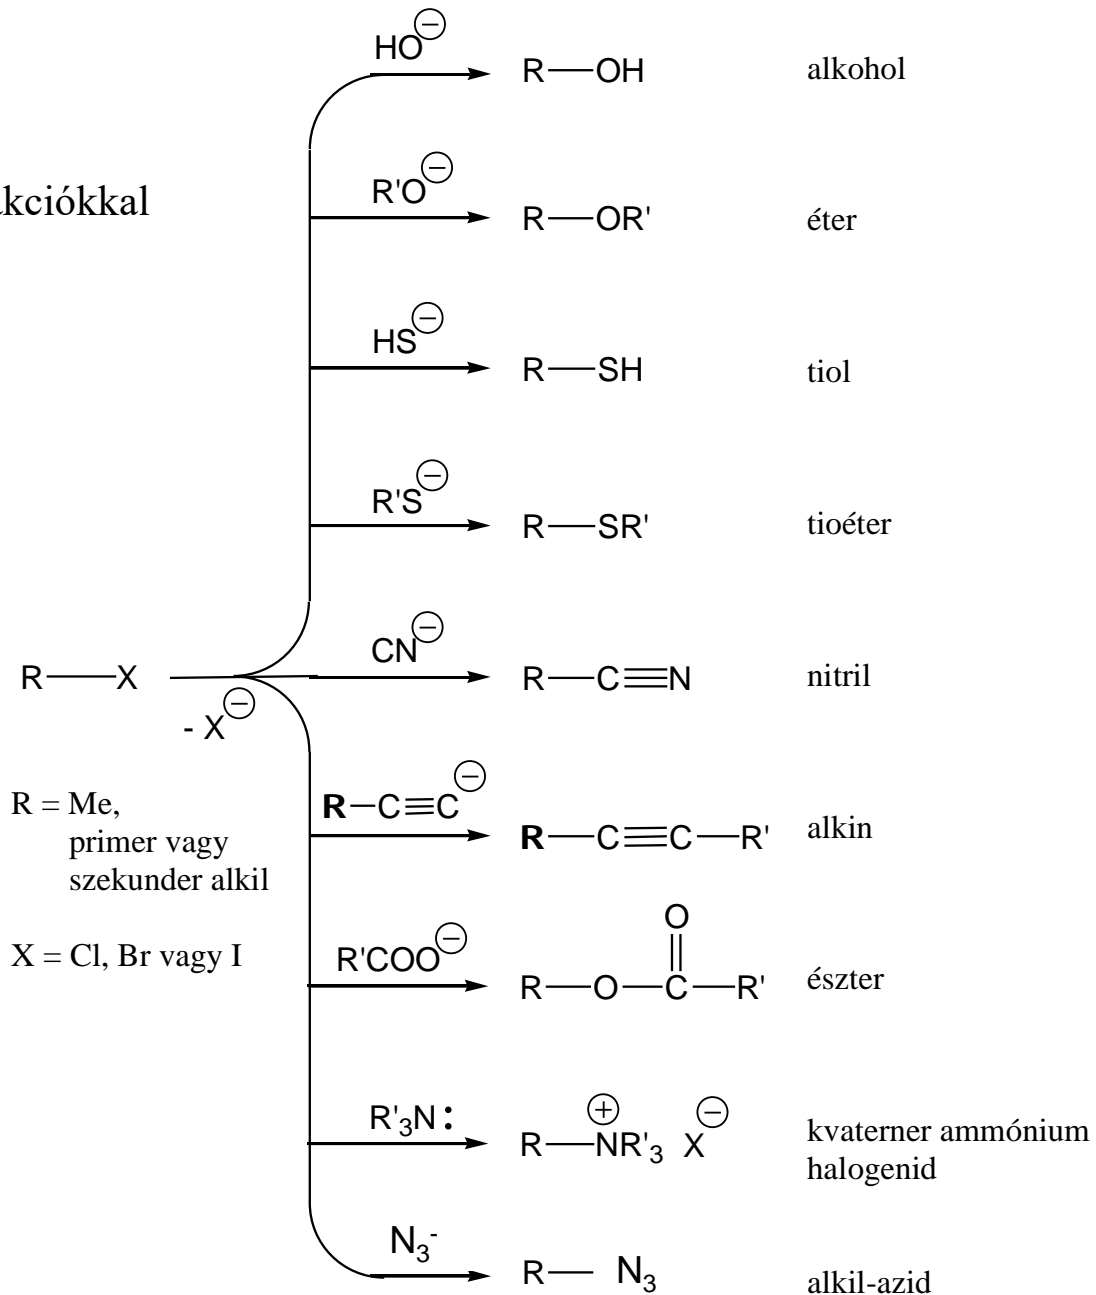 HO⊖
R—OH alkohol
akciókkal
R'O⊖
R—OR' éter
HS⊖
R—SH tiol
R'S⊖
R—SR' tioéter
CN⊖
R—X
R—C≡N nitril
- X⊖
R—C≡C⊖
R = Me,
primer vagy
szekunder alkil
R—C≡C—R' alkin
X = Cl, Br vagy I
R'COO⊖
O
R—O—C—R' észter
R'₃N:
R—NR'₃⊕ X⊖
kvaterner ammónium
halogenid
N₃⁻
R— N₃ alkil-azid